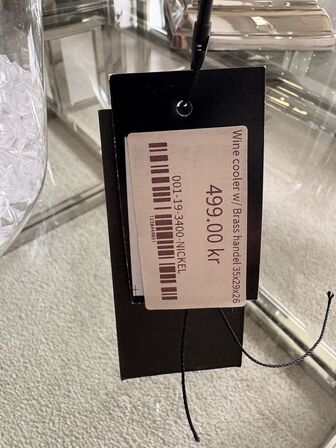 Wine cooler w/ Brass handel 35x29x26
499.00 kr
001-19-3400-NICKEL